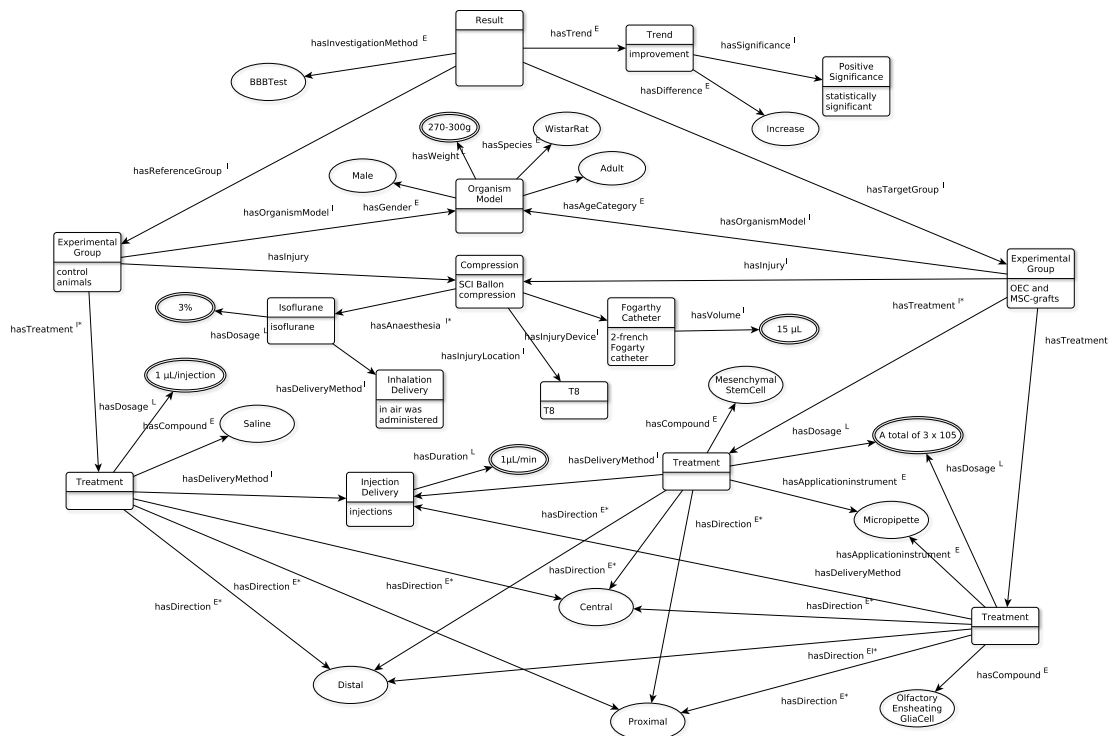 Result
hasTrend E
Trend
improvement
hasInvestigationMethod E
hasSignificance I
Positive
Significance
statistically
significant
BBBTest
hasDifference E
Increase
270-300g
WistarRat
hasSpecies E
hasWeight L
Male
Adult
hasReferenceGroup I
Organism
Model
hasTargetGroup I
hasOrganismModel I
hasGender E
hasAgeCategory E
hasOrganismModel I
Experimental
Group
control
animals
hasInjury
Compression
SCI Ballon
compression
hasInjury I
Experimental
Group
OEC and
MSC-grafts
3%
Isoflurane
isoflurane
hasDosage L
hasAnaesthesia I*
Fogarthy
Catheter
2-french
Fogarty
catheter
hasVolume I
15 µL
hasTreatment I*
hasTreatment I*
hasInjuryDevice I
hasTreatment
hasInjuryLocation I
1 µL/injection
hasDeliveryMethod I
Inhalation
Delivery
in air was
administered
T8
T8
Mesenchymal
StemCell
hasDosage L
hasCompound E
Saline
hasCompound E
hasDosage L
A total of 3 x 105
hasDuration L
1µL/min
hasDeliveryMethod I
Treatment
hasDosage L
Treatment
hasDeliveryMethod I
Injection
Delivery
injections
hasApplicationinstrument E
hasDirection E*
hasDirection E*
Micropipette
hasApplicationinstrument E
hasDirection E*
hasDeliveryMethod
hasDirection E*
hasDirection E*
Central
hasDirection E*
Treatment
hasDirection EI*
hasCompound E
Distal
hasDirection E*
Proximal
Olfactory
Ensheating
GliaCell